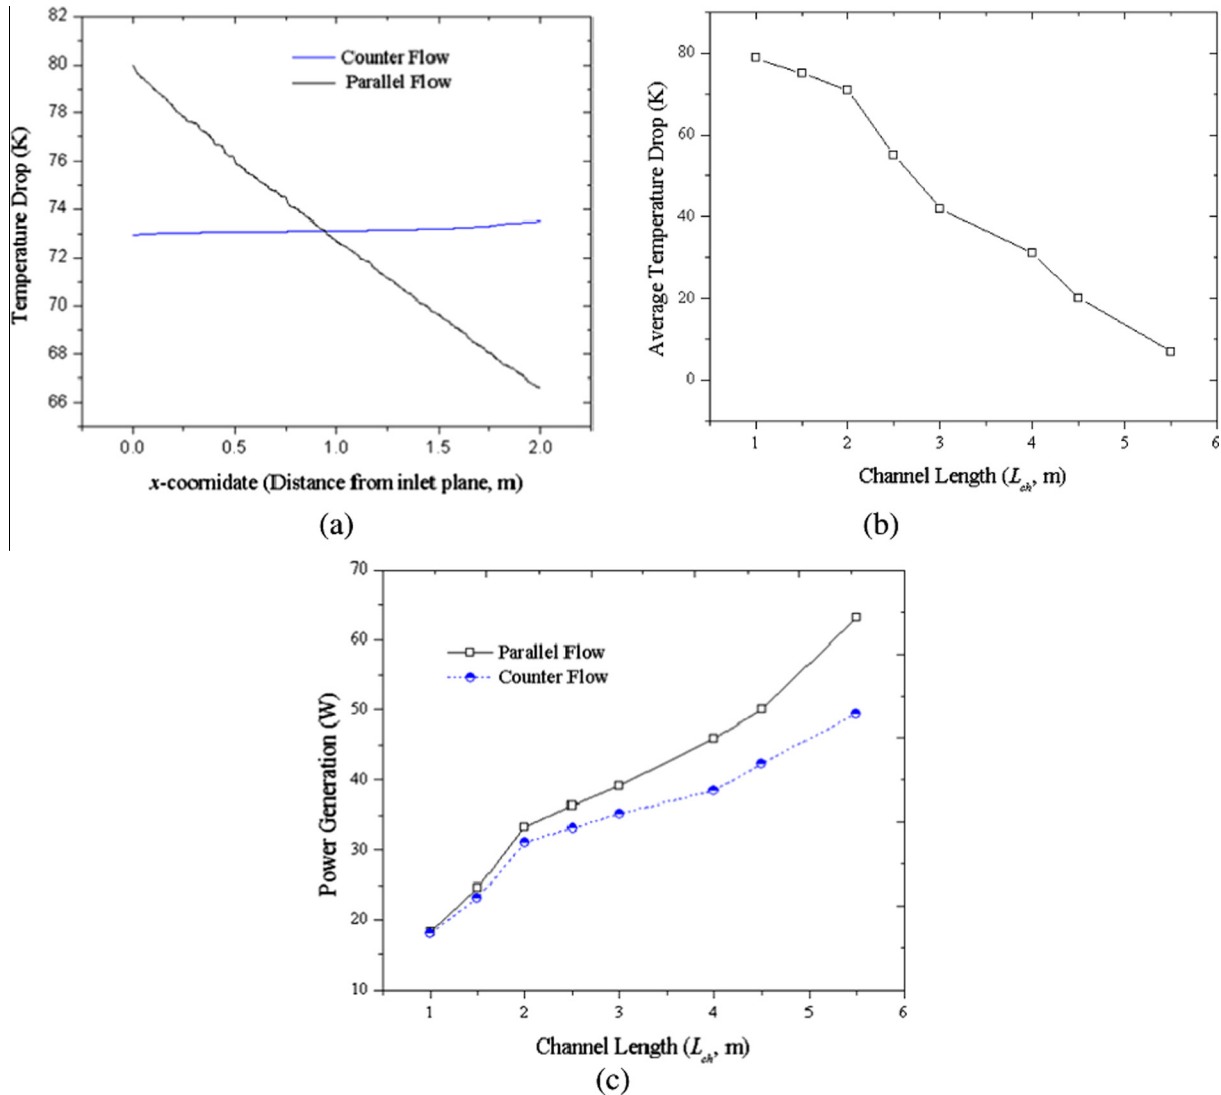 82
80
78
76
74
72
70
68
66
Temperature Drop (K)
Counter Flow
Parallel Flow
0.0 0.5 1.0 1.5 2.0
x-coornidate (Distance from inlet plane, m)
(a)
80
60
40
20
0
Average Temperature Drop (K)
1 2 3 4 5 6
Channel Length (Lch, m)
(b)
70
60
50
40
30
20
10
Power Generation (W)
Parallel Flow
Counter Flow
1 2 3 4 5 6
Channel Length (Lch, m)
(c)